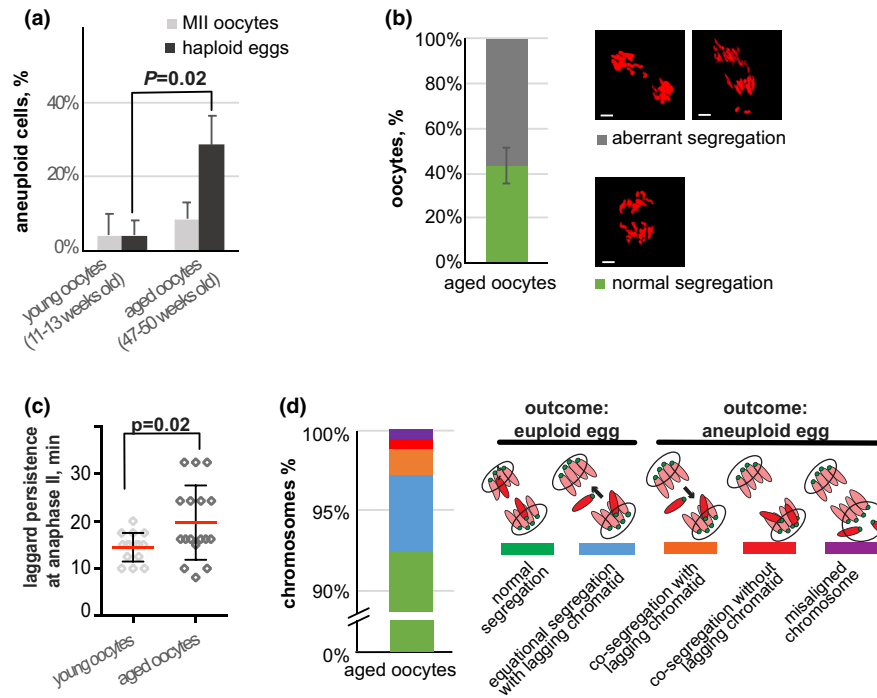 (a)
MII oocytes
haploid eggs
P=0.02
aneuploid cells, %
40%
20%
0%
young oocytes
(11-13 weeks old)
aged oocytes
(47-50 weeks old)
(b)
oocytes, %
100%
80%
60%
40%
20%
0%
aged oocytes
aberrant segregation
normal segregation
(c)
p=0.02
laggard persistence
at anaphase II, min
30
20
10
0
young oocytes
aged oocytes
(d)
chromosomes %
100%
95%
90%
0%
aged oocytes
outcome:
euploid egg
outcome:
aneuploid egg
normal
segregation
equational segregation
with lagging chromatid
co-segregation with
lagging chromatid
co-segregation without
lagging chromatid
misaligned
chromosome